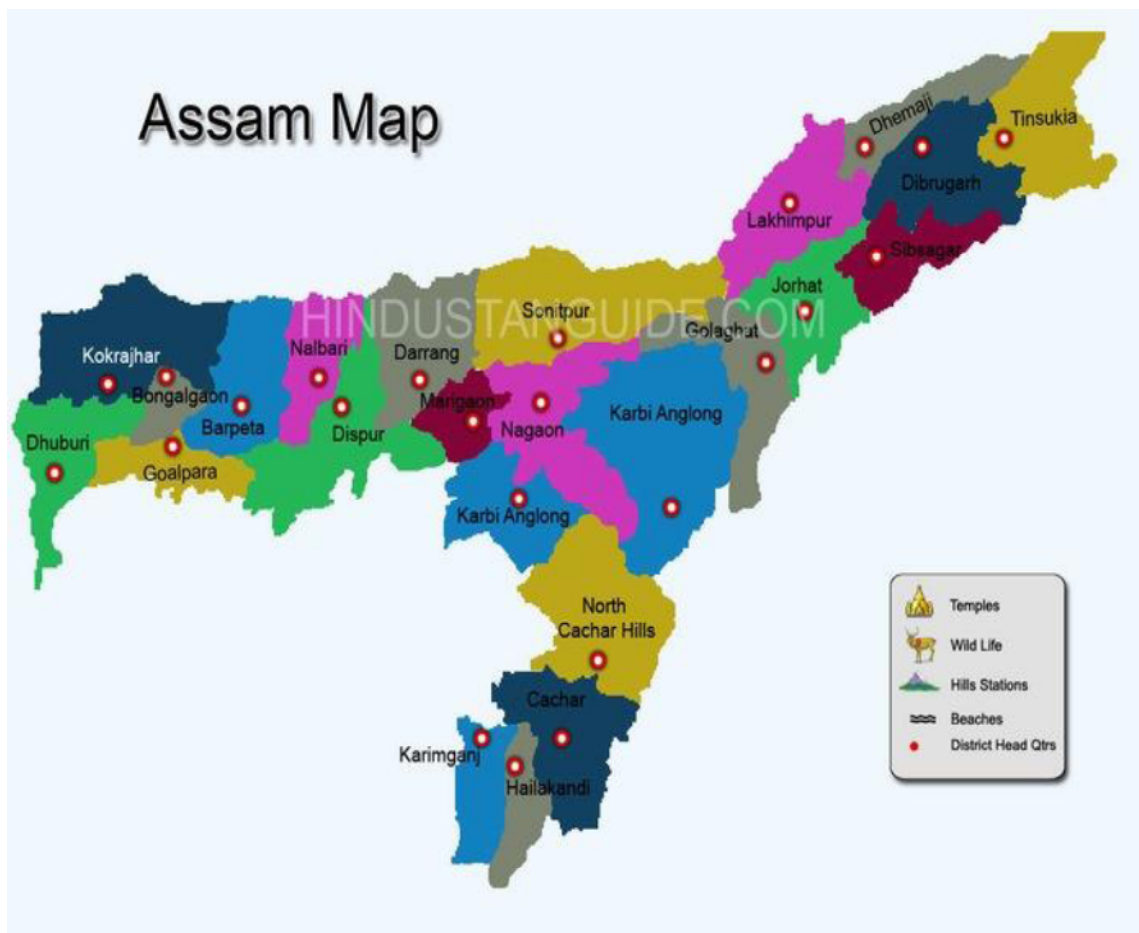 Assam Map
Dhemaji
Tinsukia
Dibrugarh
Lakhimpur
Sibsagar
Jorhat
HINDUSTANGUIDE.COM
Sonitpur
Golaghat
Nalbari
Darrang
Kokrajhar
Bongalgaon
Barpeta
Marigaon
Karbi Anglong
Dispur
Nagaon
Dhuburi
Goalpara
Karbi Anglong
North
Cachar Hills
Cachar
Karimganj
Hailakandi
Temples
Wild Life
Hills Stations
Beaches
District Head Qtrs